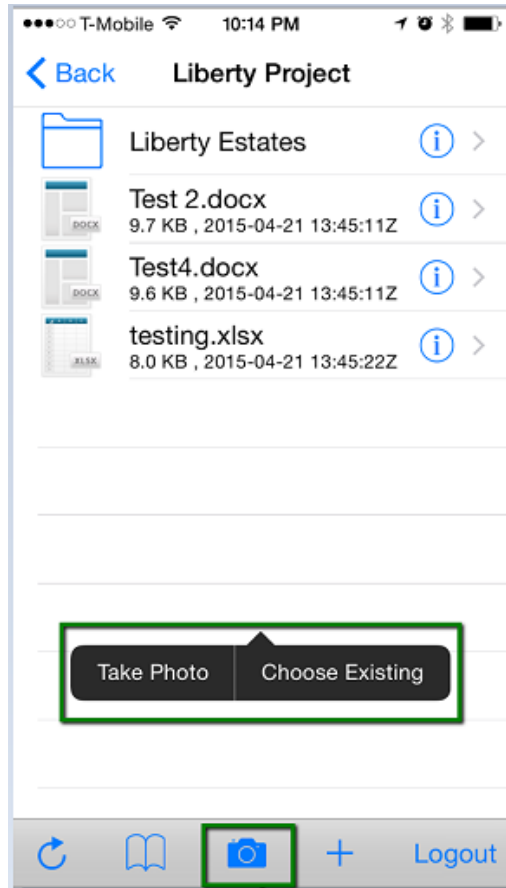 T-Mobile 10:14 PM
Back Liberty Project
Liberty Estates
Test 2.docx
9.7 KB , 2015-04-21 13:45:11Z
DOCX
Test4.docx
9.6 KB , 2015-04-21 13:45:11Z
DOCX
testing.xlsx
8.0 KB , 2015-04-21 13:45:22Z
XLSX
Take Photo Choose Existing
Logout